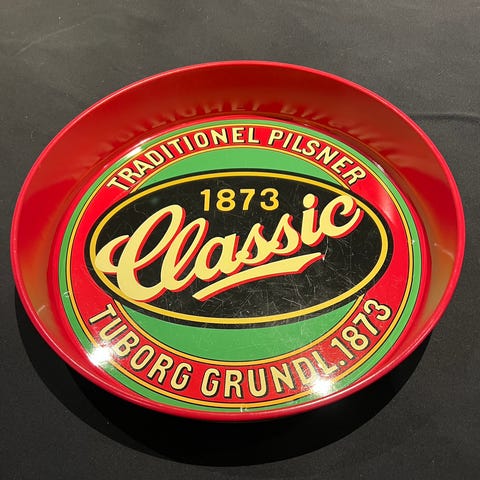 TRADITIONEL PILSNER
1873
Classic
TUBORG GRUNDL.1873